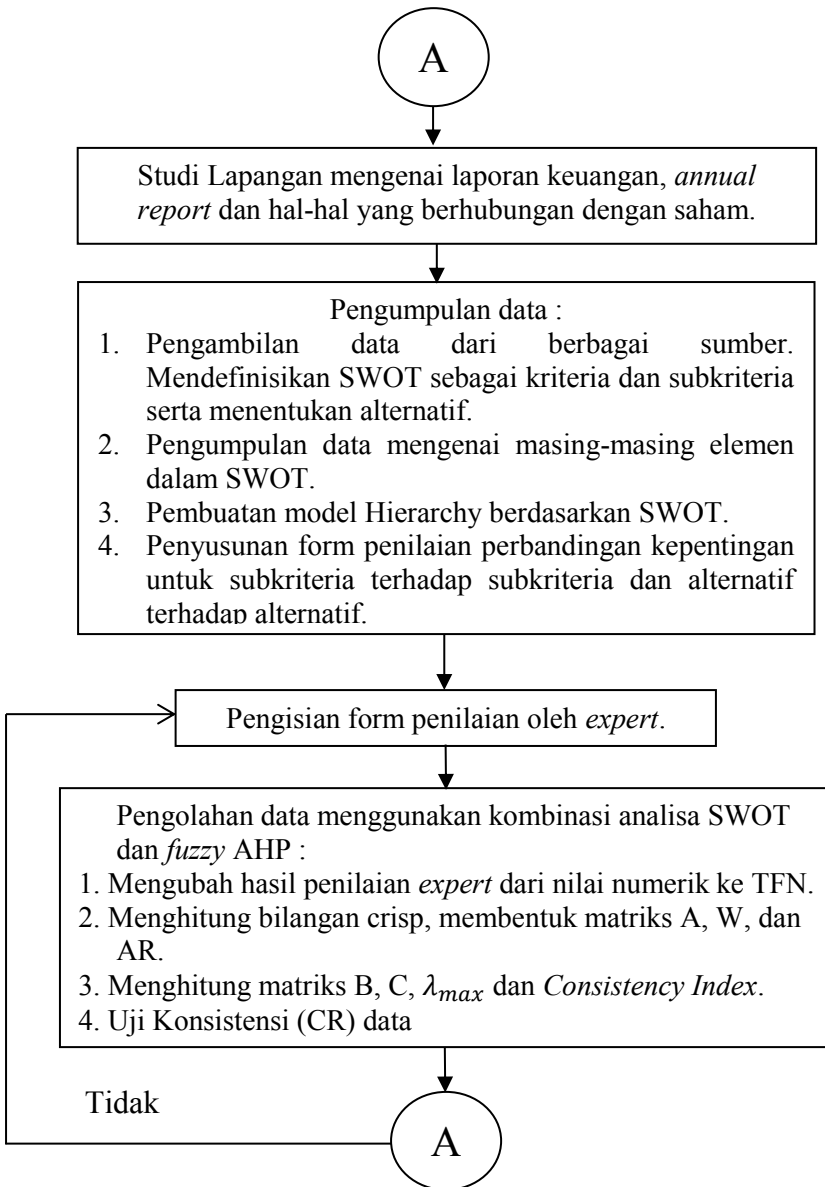 A
Studi Lapangan mengenai laporan keuangan, annual
report dan hal-hal yang berhubungan dengan saham.
Pengumpulan data :
1. Pengambilan data dari berbagai sumber.
Mendefinisikan SWOT sebagai kriteria dan subkriteria
serta menentukan alternatif.
2. Pengumpulan data mengenai masing-masing elemen
dalam SWOT.
3. Pembuatan model Hierarchy berdasarkan SWOT.
4. Penyusunan form penilaian perbandingan kepentingan
untuk subkriteria terhadap subkriteria dan alternatif
terhadap alternatif.
Pengisian form penilaian oleh expert.
Pengolahan data menggunakan kombinasi analisa SWOT
dan fuzzy AHP :
1. Mengubah hasil penilaian expert dari nilai numerik ke TFN.
2. Menghitung bilangan crisp, membentuk matriks A, W, dan
AR.
3. Menghitung matriks B, C, λmax dan Consistency Index.
4. Uji Konsistensi (CR) data
Tidak
A